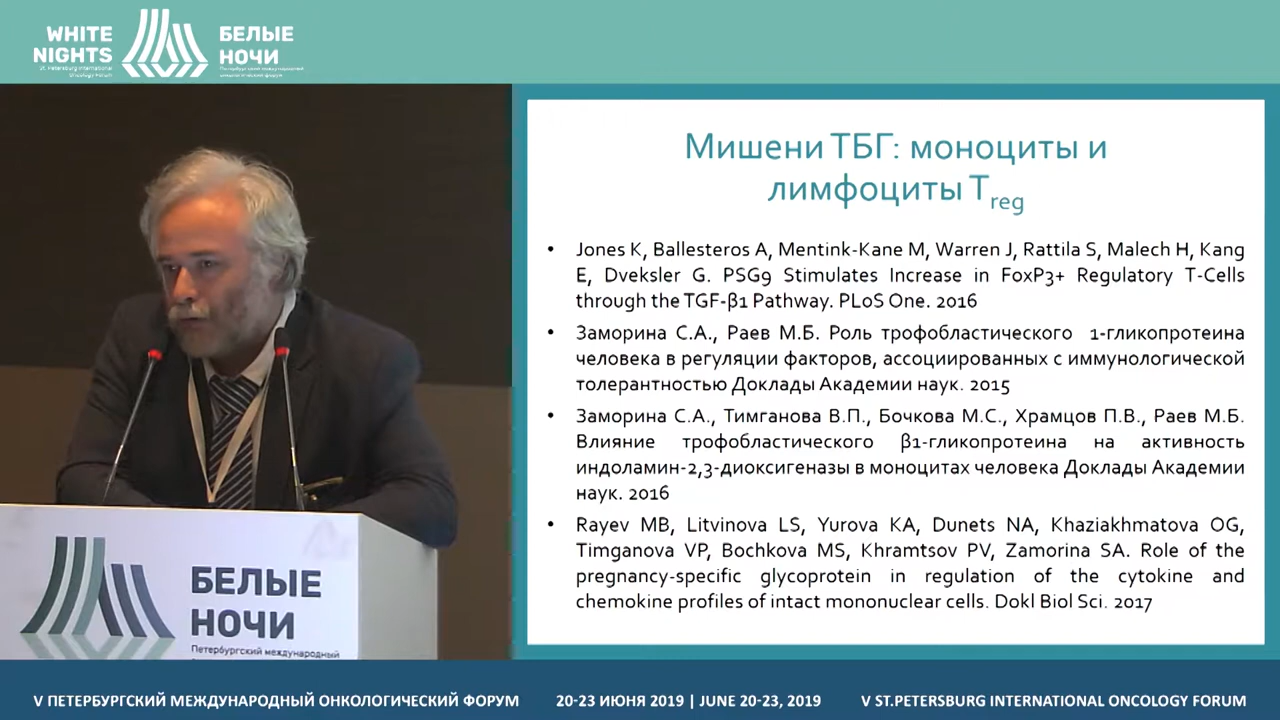 WHITE
NIGHTS
St. Petersburg International
Oncology Forum
БЕЛЫЕ
НОЧИ
Петербургский международный
онкологический форум
Мишени ТБГ: моноциты и
лимфоциты Treg
• Jones K, Ballesteros A, Mentink-Kane M, Warren J, Rattila S, Malech H, Kang
E, Dveksler G. PSG9 Stimulates Increase in FoxP3+ Regulatory T-Cells
through the TGF-β1 Pathway. PLoS One. 2016
• Заморина С.А., Раев М.Б. Роль трофобластического 1-гликопротеина
человека в регуляции факторов, ассоциированных с иммунологической
толерантностью Доклады Академии наук. 2015
• Заморина С.А., Тимганова В.П., Бочкова М.С., Храмцов П.В., Раев М.Б.
Влияние трофобластического β1-гликопротеина на активность
индоламин-2,3-диоксигеназы в моноцитах человека Доклады Академии
наук. 2016
• Rayev MB, Litvinova LS, Yurova KA, Dunets NA, Khaziakhmatova OG,
Timganova VP, Bochkova MS, Khramtsov PV, Zamorina SA. Role of the
pregnancy-specific glycoprotein in regulation of the cytokine and
chemokine profiles of intact mononuclear cells. Dokl Biol Sci. 2017
БЕЛЫЕ
НОЧИ
Петербургский международный
V ПЕТЕРБУРГСКИЙ МЕЖДУНАРОДНЫЙ ОНКОЛОГИЧЕСКИЙ ФОРУМ 20-23 ИЮНЯ 2019 | JUNE 20-23, 2019 V ST.PETERSBURG INTERNATIONAL ONCOLOGY FORUM